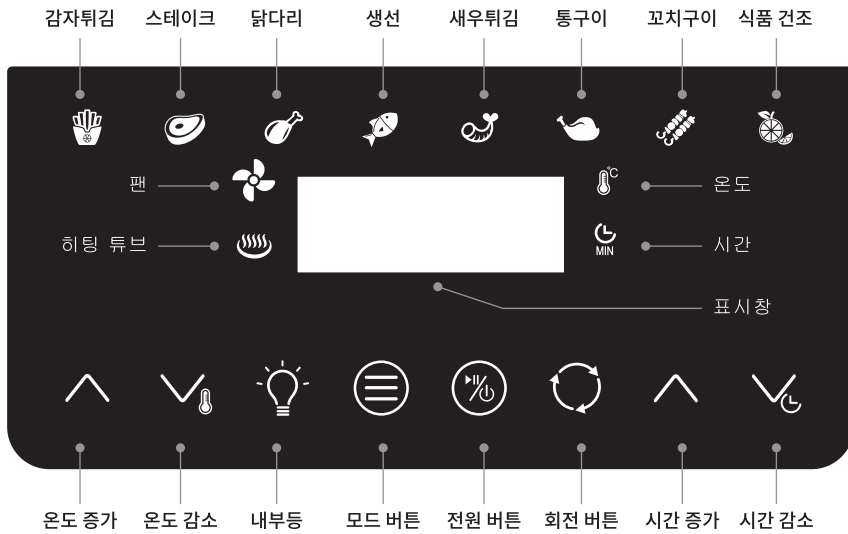 감자튀김 스테이크 닭다리 생선 새우튀김 통구이 꼬치구이 식품 건조
팬 °C 온도
히팅 튜브 MIN 시간
표시창
온도 증가 온도 감소 내부등 모드 버튼 전원 버튼 회전 버튼 시간 증가 시간 감소